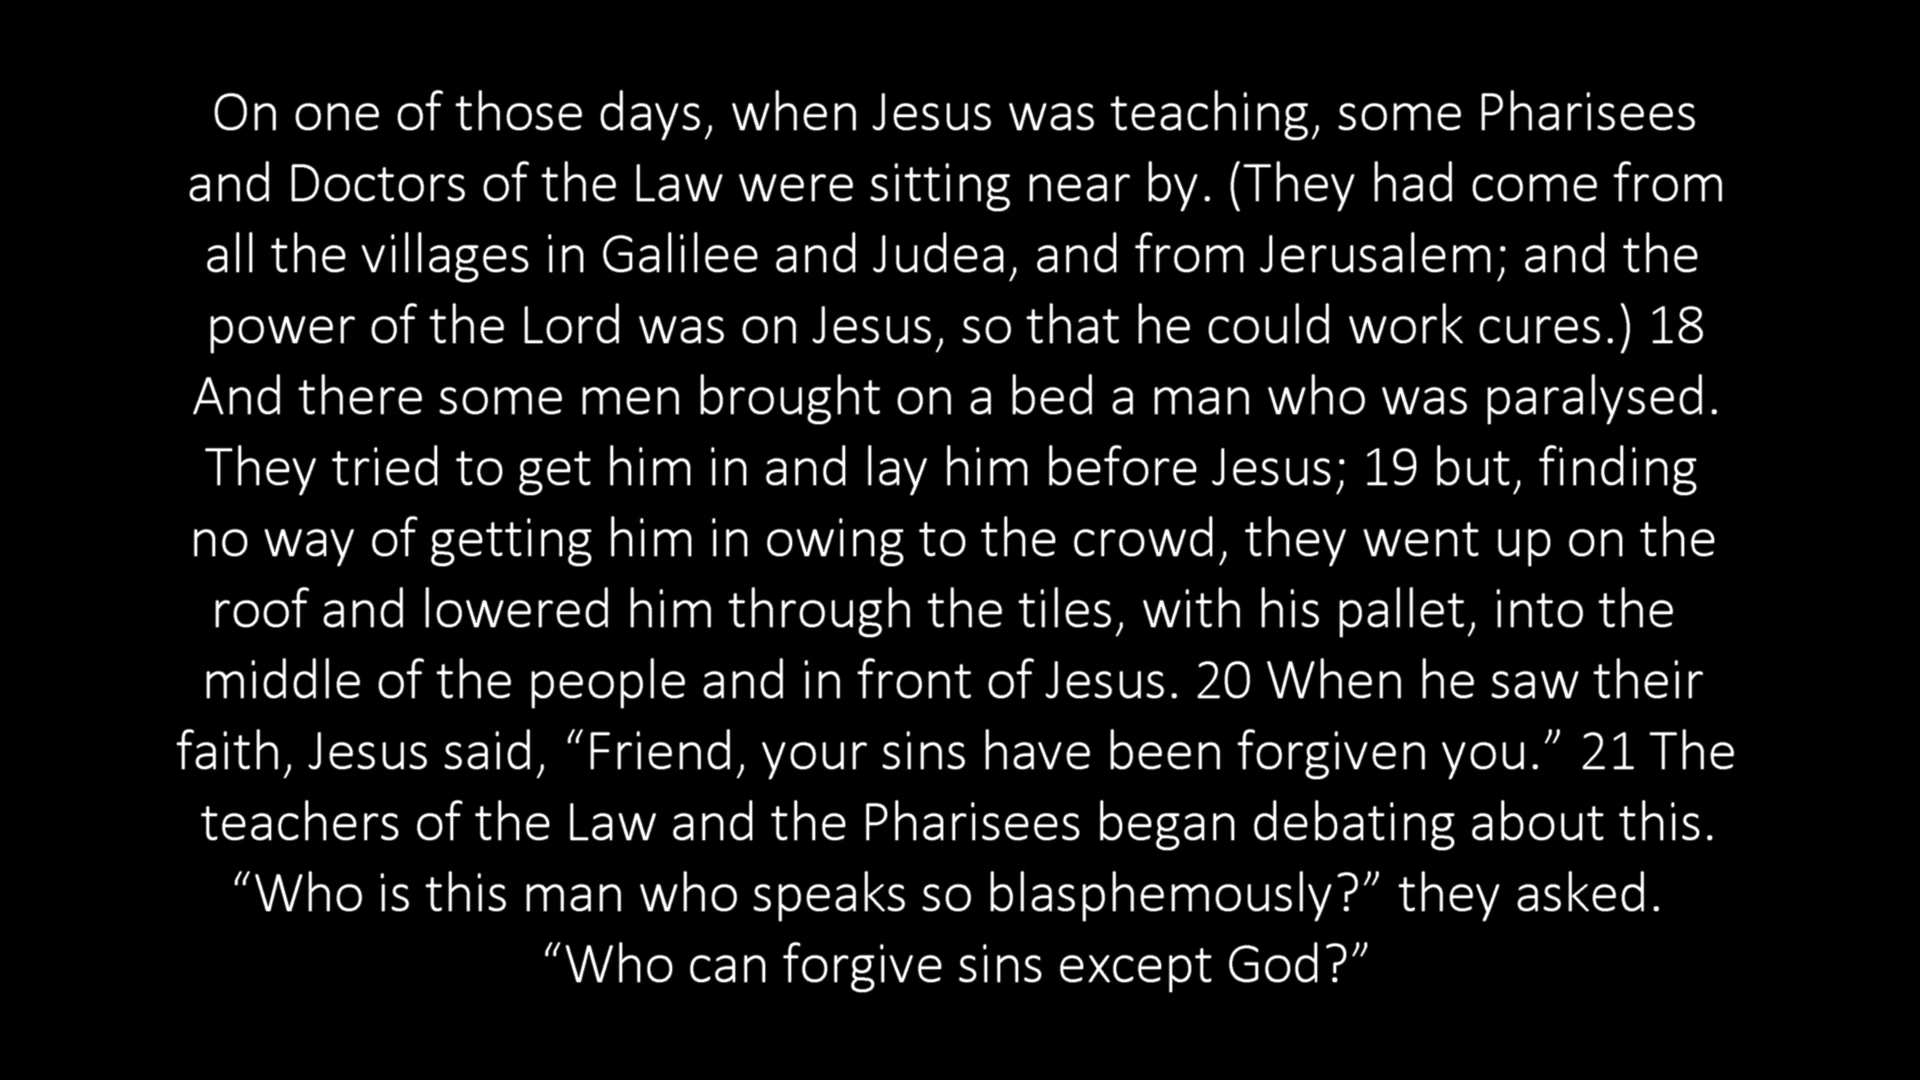 On one of those days, when Jesus was teaching, some Pharisees
and Doctors of the Law were sitting near by. (They had come from
all the villages in Galilee and Judea, and from Jerusalem; and the
power of the Lord was on Jesus, so that he could work cures.) 18
And there some men brought on a bed a man who was paralysed.
They tried to get him in and lay him before Jesus; 19 but, finding
no way of getting him in owing to the crowd, they went up on the
roof and lowered him through the tiles, with his pallet, into the
middle of the people and in front of Jesus. 20 When he saw their
faith, Jesus said, “Friend, your sins have been forgiven you.” 21 The
teachers of the Law and the Pharisees began debating about this.
“Who is this man who speaks so blasphemously?” they asked.
“Who can forgive sins except God?”